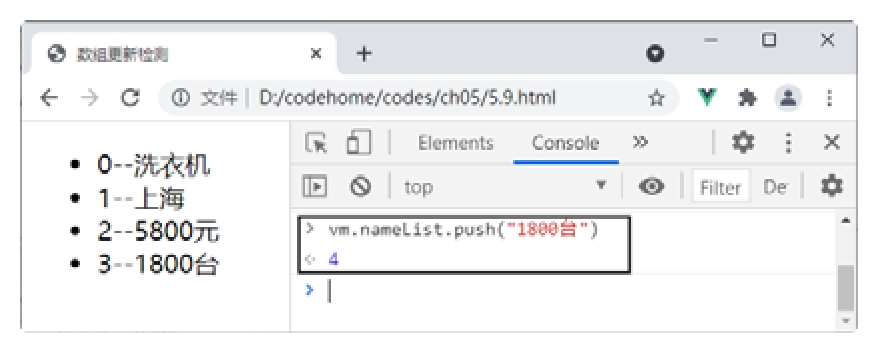 数组更新检测
文件 D:/codehome/codes/ch05/5.9.html
Elements Console
top Filter De
0--洗衣机
1--上海
2--5800元
3--1800台
vm.nameList.push("1800台")
4